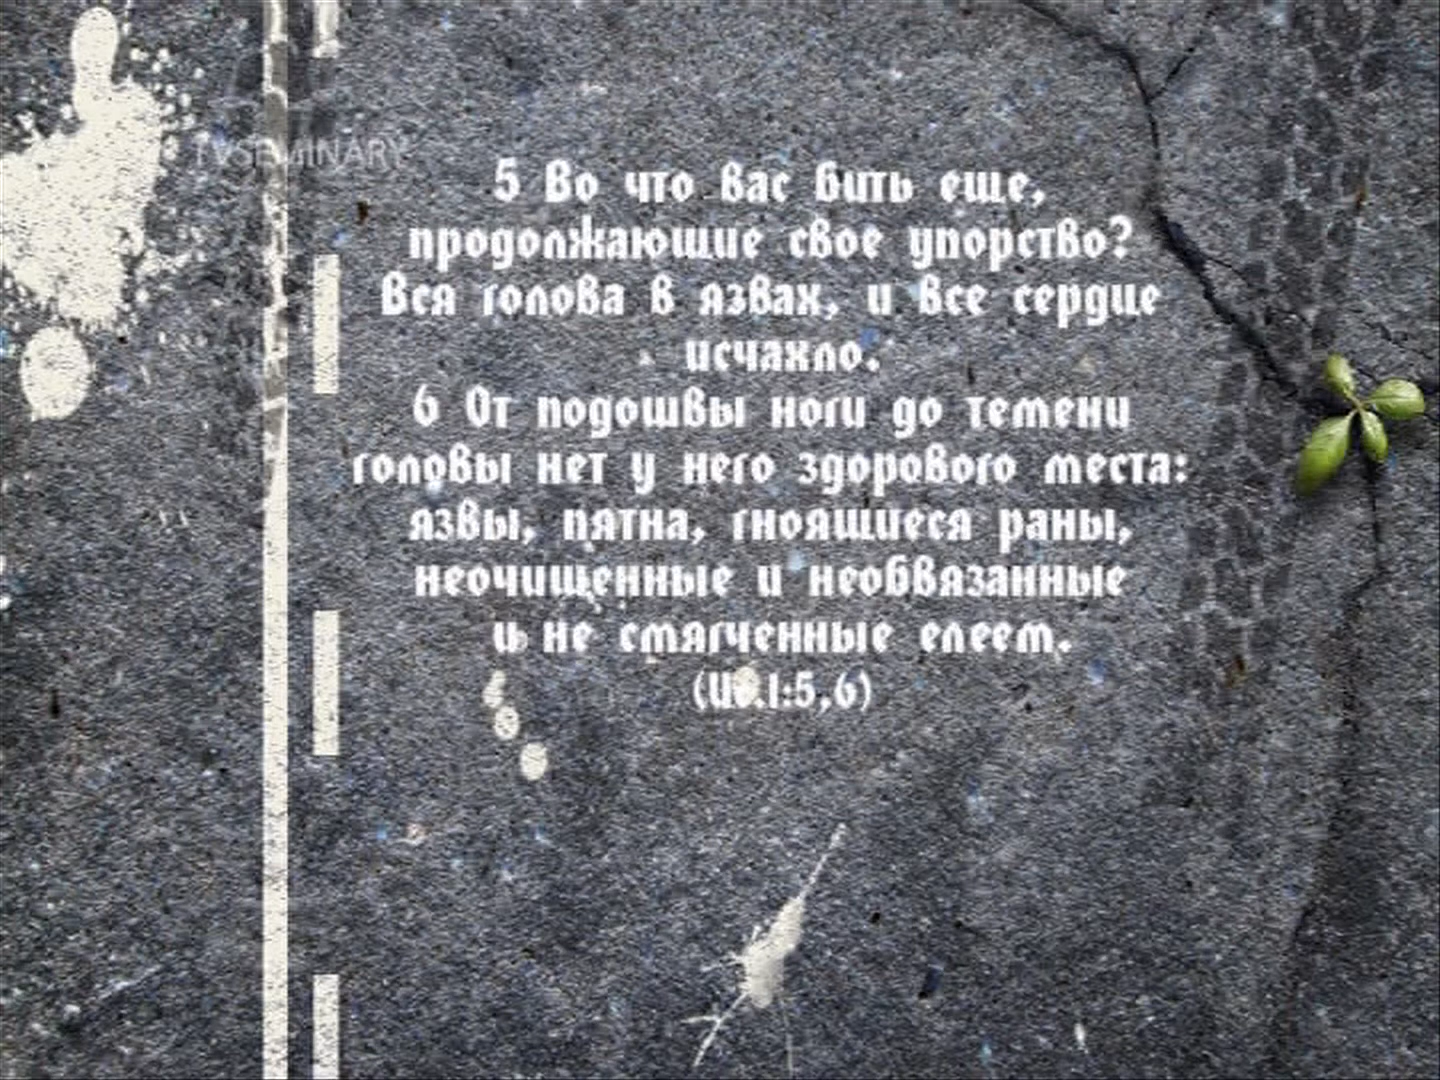 TVSEMINARY
5 Во что вас бить еще,
продолжающие свое упорство?
Вся голова в язвах, и все сердце
исчахло.
6 От подошвы ноги до темени
головы нет у него здорового места:
язвы, пятна, гноящиеся раны,
неочищенные и необвязанные
и не смягченные елеем.
(Ис.1:5,6)